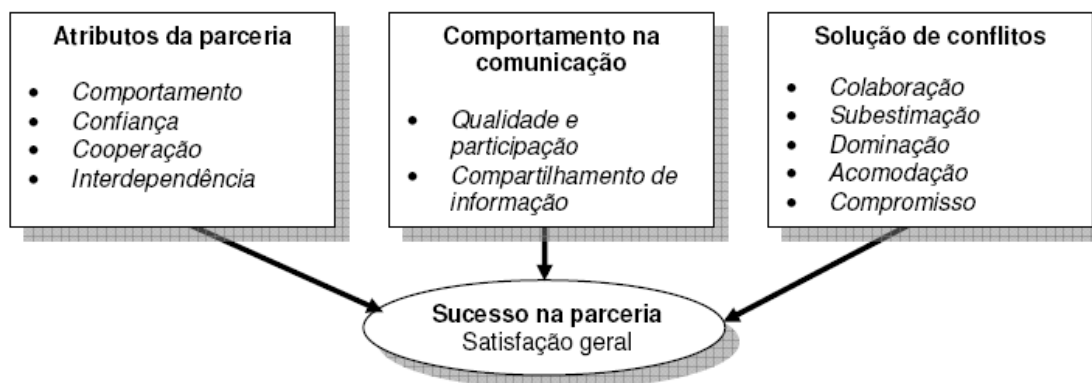 Atributos da parceria
• Comportamento
• Confiança
• Cooperação
• Interdependência
Comportamento na
comunicação
• Qualidade e
participação
• Compartilhamento de
informação
Solução de conflitos
• Colaboração
• Subestimação
• Dominação
• Acomodação
• Compromisso
Sucesso na parceria
Satisfação geral